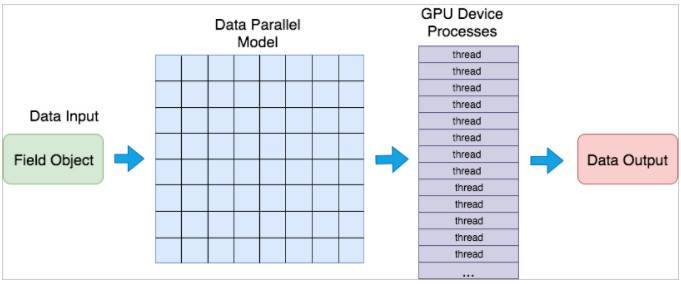 Data Input
Field Object
Data Parallel
Model
GPU Device
Processes
thread
thread
thread
thread
thread
thread
thread
thread
thread
thread
thread
thread
thread
...
Data Output